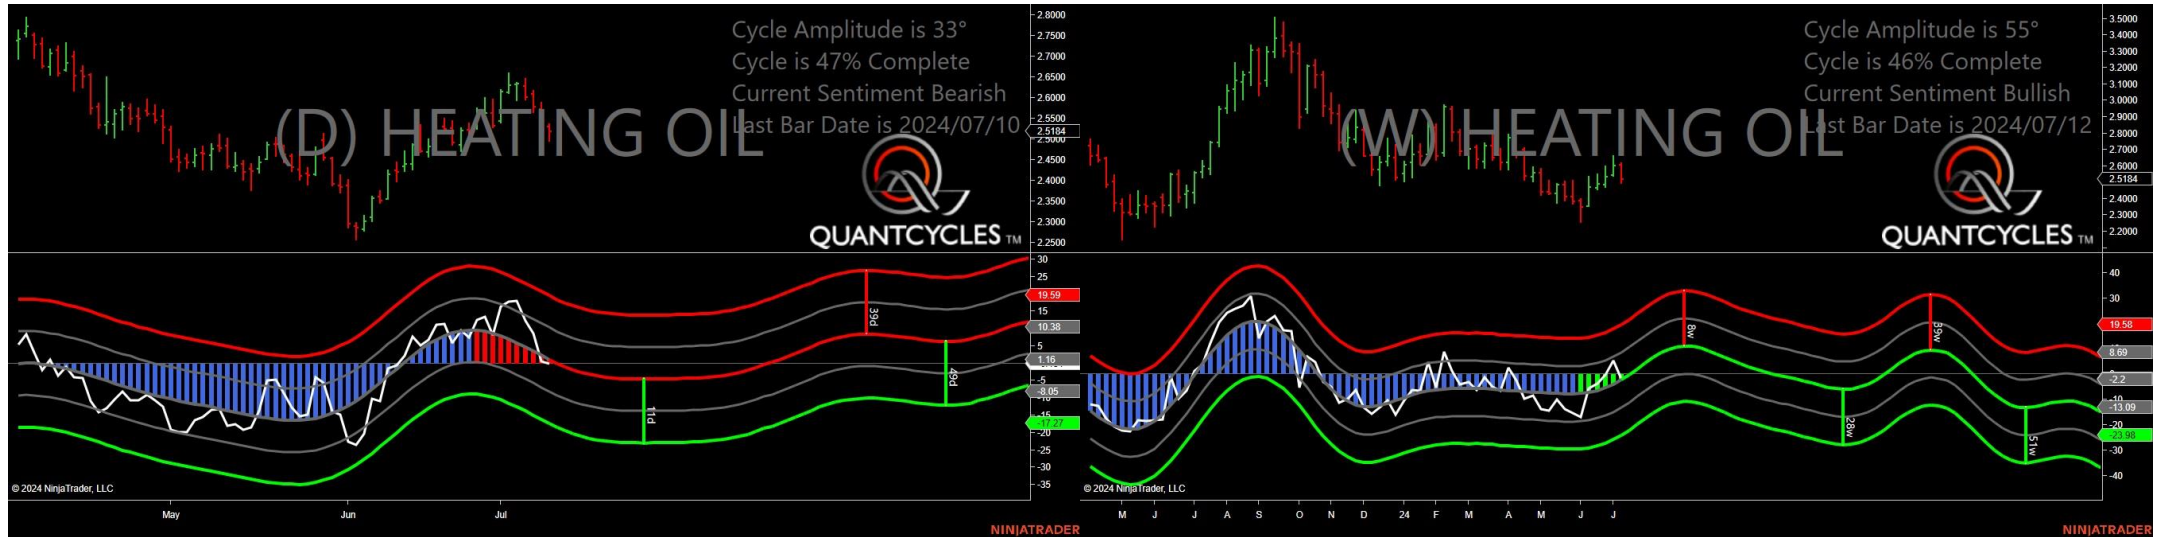 Cycle Amplitude is 33°
Cycle is 47% Complete
Current Sentiment Bearish
Last Bar Date is 2024/07/10
(D) HEATING OIL
QUANTCYCLES TM
2.8000
2.7500
2.7000
2.6500
2.6000
2.5500
2.5184
2.5000
2.4500
2.4000
2.3500
2.3000
2.2500
30
25
19.59
15
10.38
5
1.16
-5
-8.05
-15
-17.27
-20
-25
-30
-35
11d
39d
49d
© 2024 NinjaTrader, LLC
May Jun Jul
NINJATRADER
Cycle Amplitude is 55°
Cycle is 46% Complete
Current Sentiment Bullish
Last Bar Date is 2024/07/12
(W) HEATING OIL
QUANTCYCLES TM
3.5000
3.4000
3.3000
3.2000
3.1000
3.0000
2.9000
2.8000
2.7000
2.6000
2.5184
2.4000
2.3000
2.2000
40
30
19.58
8.69
-2.2
-13.09
-20
-23.98
-30
-40
8w
28w
39w
51w
© 2024 NinjaTrader, LLC
M J J A S O N D 24 F M A M J J
NINJATRADER